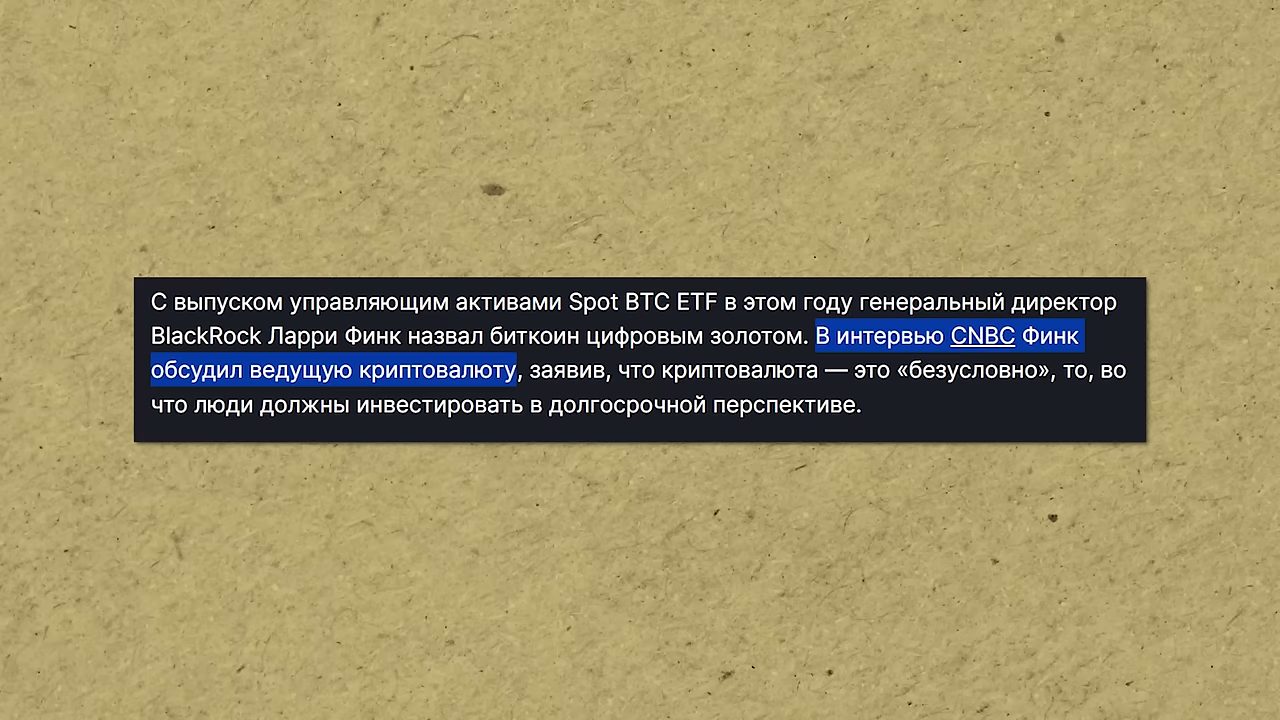 С выпуском управляющим активами Spot BTC ETF в этом году генеральный директор
BlackRock Ларри Финк назвал биткоин цифровым золотом. В интервью CNBC Финк
обсудил ведущую криптовалюту, заявив, что криптовалюта — это «безусловно», то, во
что люди должны инвестировать в долгосрочной перспективе.